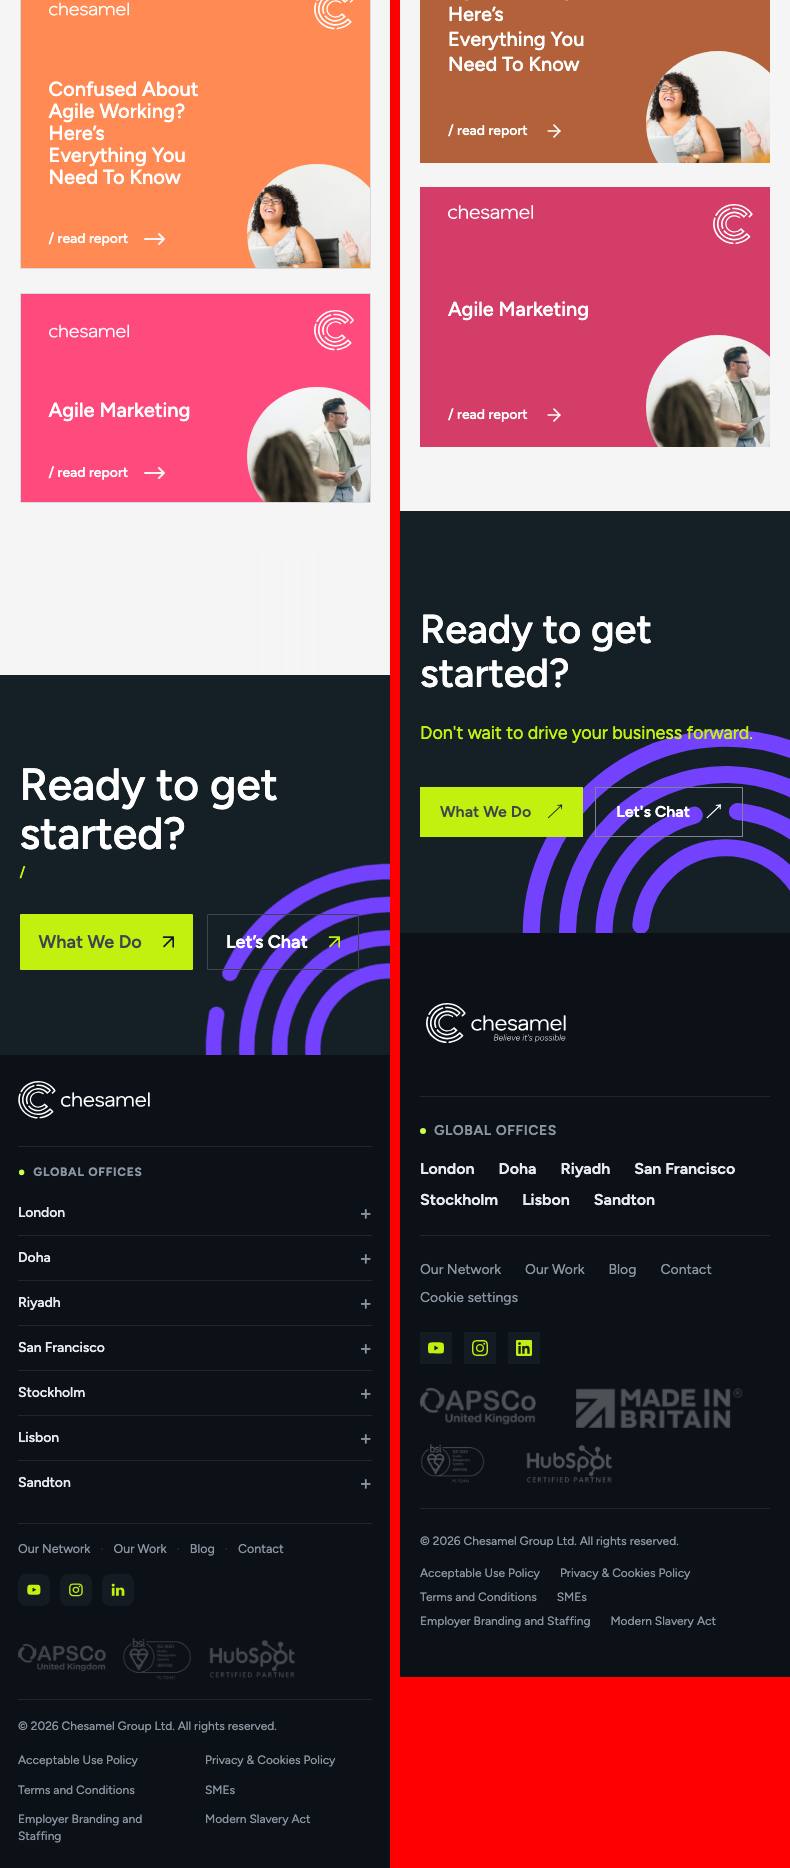 chesamel
Confused About
Agile Working?
Here’s
Everything You
Need To Know
/ read report
chesamel
Agile Marketing
/ read report
Ready to get
started?
/
What We Do
Let’s Chat
chesamel
GLOBAL OFFICES
London
Doha
Riyadh
San Francisco
Stockholm
Lisbon
Sandton
Our Network · Our Work · Blog · Contact
APSCo
United Kingdom
bsi
HubSpot
CERTIFIED PARTNER
© 2026 Chesamel Group Ltd. All rights reserved.
Acceptable Use Policy
Privacy & Cookies Policy
Terms and Conditions
SMEs
Employer Branding and
Staffing
Modern Slavery Act
Here’s
Everything You
Need To Know
/ read report
chesamel
Agile Marketing
/ read report
Ready to get
started?
Don't wait to drive your business forward.
What We Do
Let's Chat
chesamel
Believe it's possible
GLOBAL OFFICES
London Doha Riyadh San Francisco
Stockholm Lisbon Sandton
Our Network Our Work Blog Contact
Cookie settings
APSCo
United Kingdom
MADE IN
BRITAIN®
bsi
HubSpot
CERTIFIED PARTNER
© 2026 Chesamel Group Ltd. All rights reserved.
Acceptable Use Policy Privacy & Cookies Policy
Terms and Conditions SMEs
Employer Branding and Staffing Modern Slavery Act